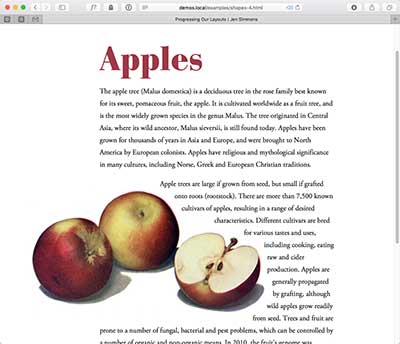 demos.local/examples/shapes-4.html
Progressing Our Layouts | Jen Simmons
Apples
The apple tree (Malus domestica) is a deciduous tree in the rose family best known
for its sweet, pomaceous fruit, the apple. It is cultivated worldwide as a fruit tree, and
is the most widely grown species in the genus Malus. The tree originated in Central
Asia, where its wild ancestor, Malus sieversii, is still found today. Apples have been
grown for thousands of years in Asia and Europe, and were brought to North
America by European colonists. Apples have religious and mythological significance
in many cultures, including Norse, Greek and European Christian traditions.
Apple trees are large if grown from seed, but small if grafted
onto roots (rootstock). There are more than 7,500 known
cultivars of apples, resulting in a range of desired
characteristics. Different cultivars are bred
for various tastes and uses,
including cooking, eating
raw and cider
production. Apples are
generally propagated
by grafting, although
wild apples grow readily
from seed. Trees and fruit are
prone to a number of fungal, bacterial and pest problems, which can be controlled by
a number of organic and non-organic means. In 2010, the fruit's genome was